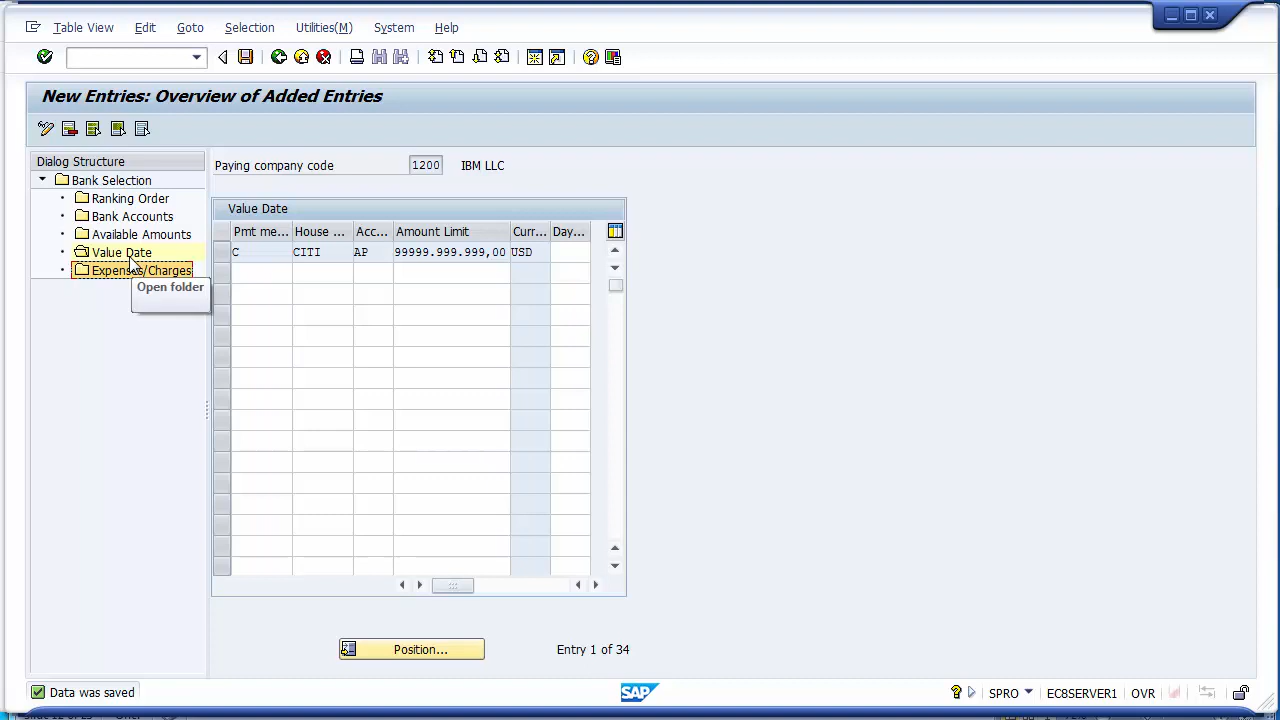 Table View Edit Goto Selection Utilities(M) System Help
New Entries: Overview of Added Entries
Dialog Structure
Bank Selection
Ranking Order
Bank Accounts
Available Amounts
Value Date
Expenses/Charges
Open folder
Paying company code 1200 IBM LLC
Value Date
Pmt me... House ... Acc... Amount Limit Curr... Day...
C CITI AP 99999.999.999,00 USD
Position... Entry 1 of 34
Data was saved SAP SPRO ECSSERVER1 OVR